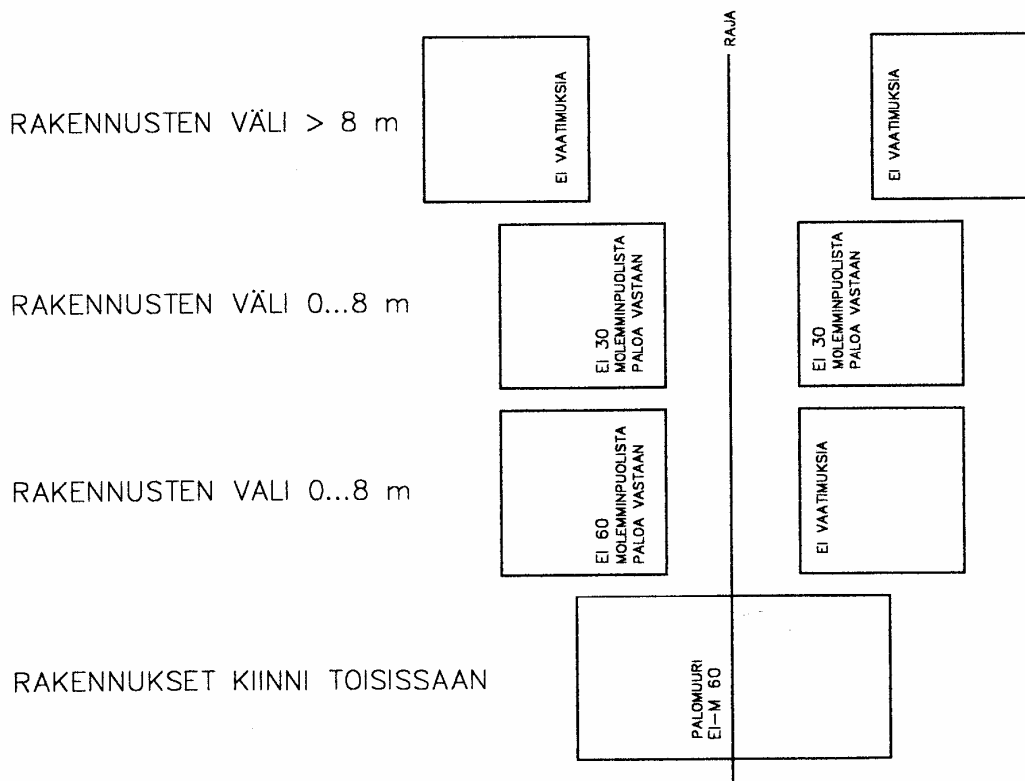 RAJA
RAKENNUSTEN VÄLI > 8 m
EI VAATIMUKSIA
EI VAATIMUKSIA
RAKENNUSTEN VÄLI 0...8 m
EI 30
MOLEMMINPUOLISTA
PALOA VASTAAN
EI 30
MOLEMMINPUOLISTA
PALOA VASTAAN
RAKENNUSTEN VALI 0...8 m
EI 60
MOLEMMINPUOLISTA
PALOA VASTAAN
EI VAATIMUKSIA
RAKENNUKSET KIINNI TOISISSAAN
PALOMUURI
EI-M 60